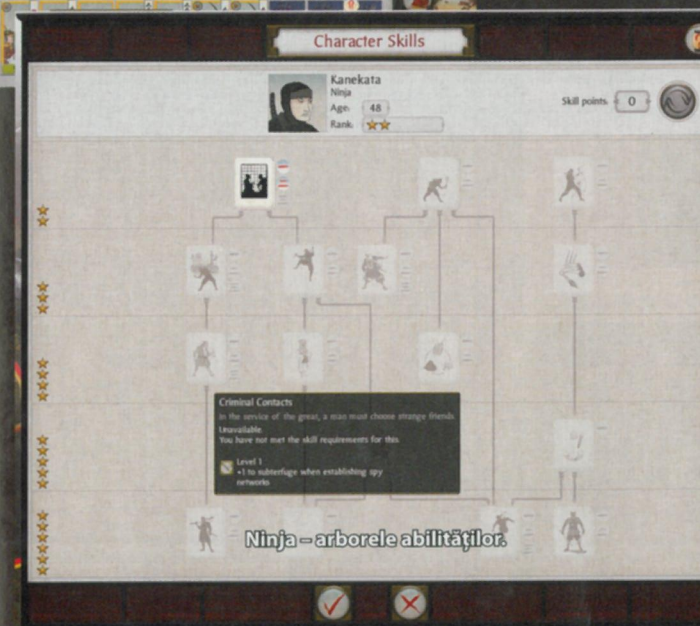 Character Skills
Kanekata
Ninja
Age: 48
Rank:
Skill points: 0
Criminal Contacts
In the service of the great, a man must choose strange friends
Unavailable
You have not met the skill requirements for this
Level 1
+1 to subterfuge when establishing spy
networks
Ninja – arborele abilităților.